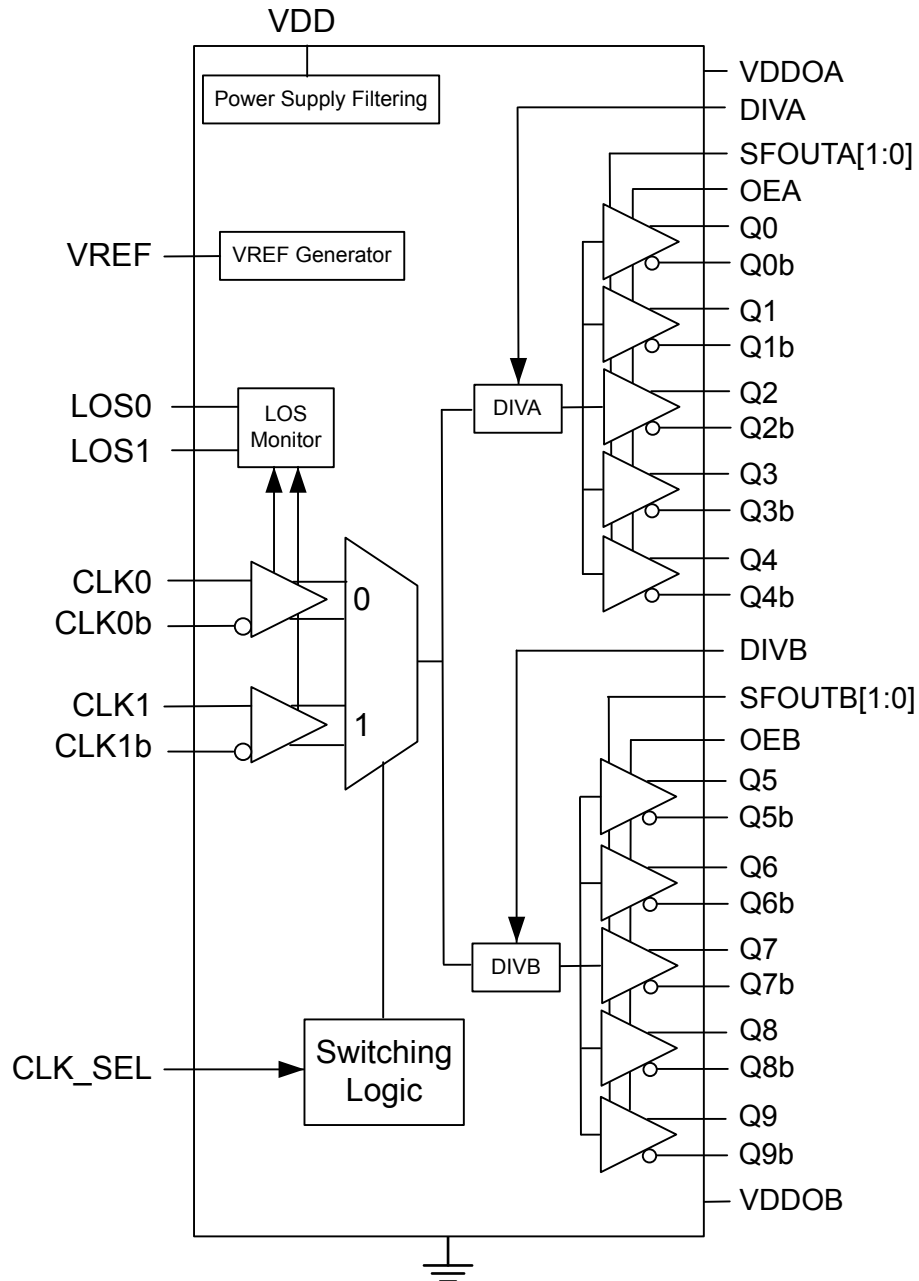 VDD
Power Supply Filtering
VREF
VREF Generator
LOS0
LOS1
LOS
Monitor
CLK0
CLK0b
CLK1
CLK1b
0
1
CLK_SEL
Switching
Logic
DIVA
DIVB
VDDOA
DIVA
SFOUTA[1:0]
OEA
Q0
Q0b
Q1
Q1b
Q2
Q2b
Q3
Q3b
Q4
Q4b
DIVB
SFOUTB[1:0]
OEB
Q5
Q5b
Q6
Q6b
Q7
Q7b
Q8
Q8b
Q9
Q9b
VDDOB